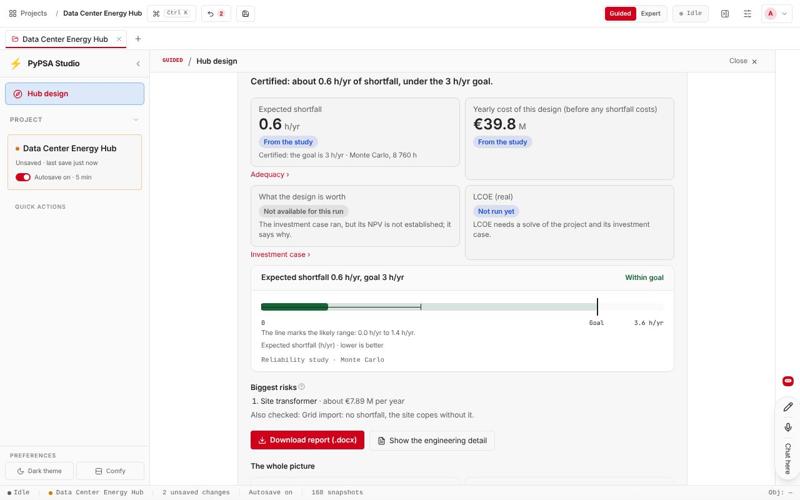 Projects / Data Center Energy Hub ⌘ Ctrl K 2 Guided Expert Idle A
Data Center Energy Hub × +
PyPSA Studio
GUIDED / Hub design Close ×
Hub design
PROJECT
Data Center Energy Hub
Unsaved · last save just now
Autosave on · 5 min
QUICK ACTIONS
Certified: about 0.6 h/yr of shortfall, under the 3 h/yr goal.
Expected shortfall
0.6 h/yr
From the study
Certified: the goal is 3 h/yr · Monte Carlo, 8 760 h
Adequacy ›
Yearly cost of this design (before any shortfall costs)
€39.8 M
From the study
What the design is worth
Not available for this run
The investment case ran, but its NPV is not established; it
says why.
Investment case ›
LCOE (real)
Not run yet
LCOE needs a solve of the project and its investment
case.
Expected shortfall 0.6 h/yr, goal 3 h/yr Within goal
0 Goal 3.6 h/yr
The line marks the likely range: 0.0 h/yr to 1.4 h/yr.
Expected shortfall (h/yr) · lower is better
Reliability study · Monte Carlo
Biggest risks ?
1. Site transformer · about €7.89 M per year
Also checked: Grid import: no shortfall, the site copes without it.
Download report (.docx) Show the engineering detail
The whole picture
Chat here
PREFERENCES
Dark theme Comfy
Idle Data Center Energy Hub 2 unsaved changes Autosave on 168 snapshots Obj: —